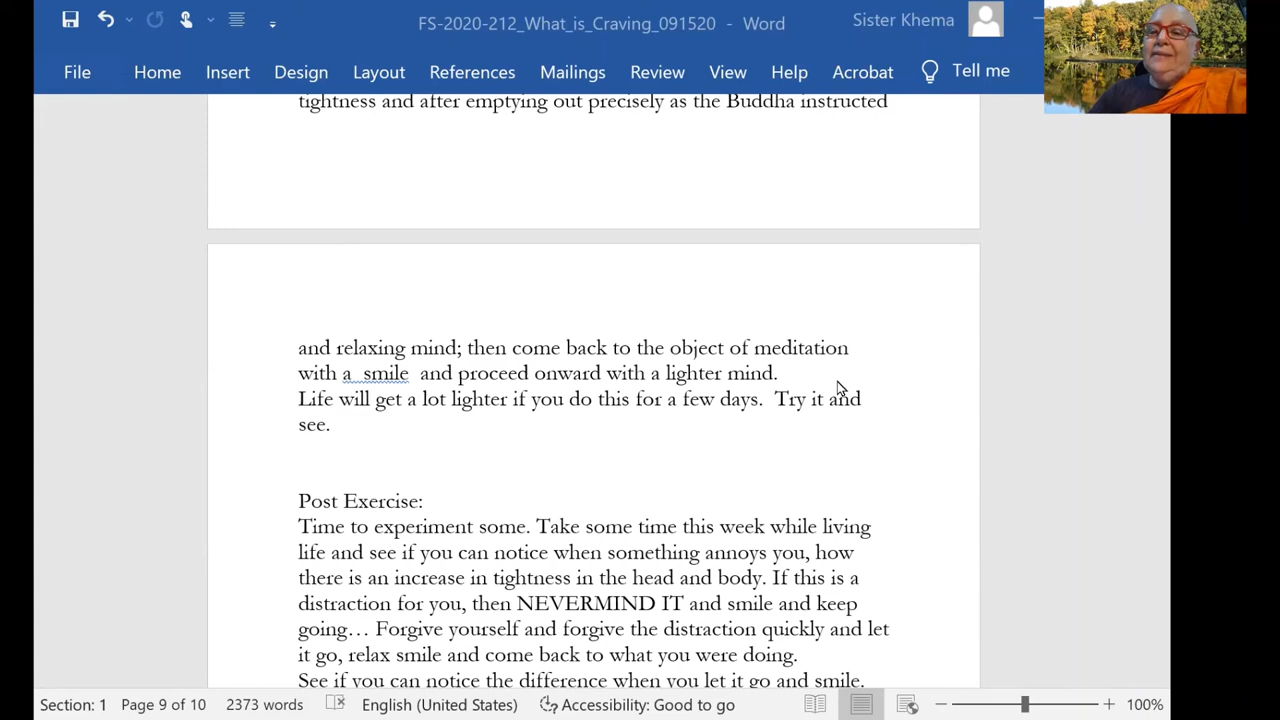 FS-2020-212_What_is_Craving_091520 - Word
Sister Khema
File Home Insert Design Layout References Mailings Review View Help Acrobat Tell me
tightness and after emptying out precisely as the Buddha instructed
and relaxing mind; then come back to the object of meditation
with a  smile  and proceed onward with a lighter mind.
Life will get a lot lighter if you do this for a few days.  Try it and
see.
Post Exercise:
Time to experiment some. Take some time this week while living
life and see if you can notice when something annoys you, how
there is an increase in tightness in the head and body. If this is a
distraction for you, then NEVERMIND IT and smile and keep
going… Forgive yourself and forgive the distraction quickly and let
it go, relax smile and come back to what you were doing.
See if you can notice the difference when you let it go and smile.
Section: 1 Page 9 of 10 2373 words English (United States) Accessibility: Good to go 100%